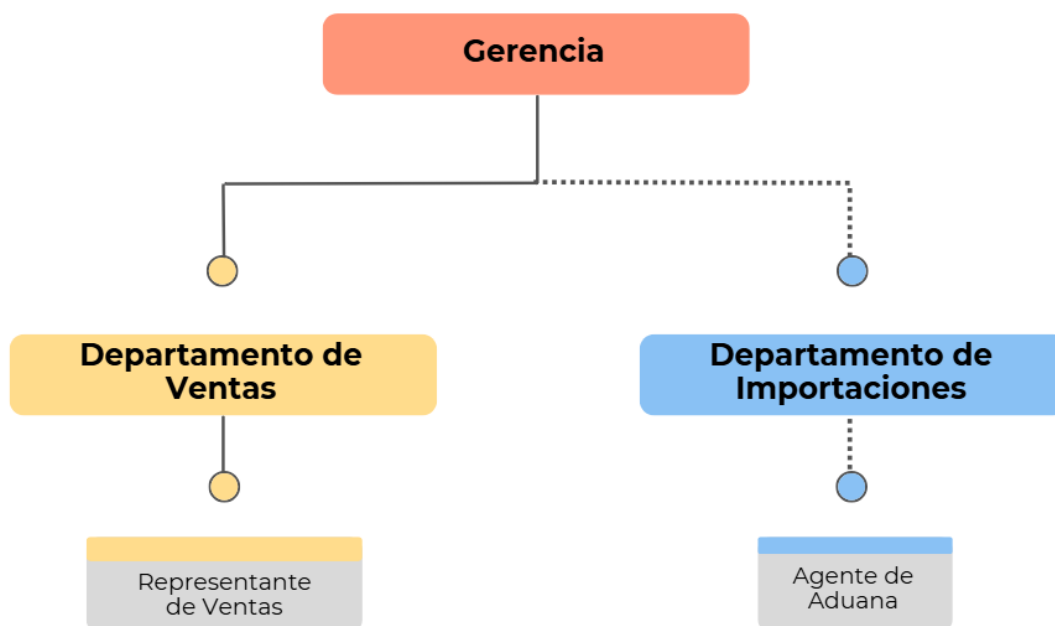 Gerencia
Departamento de
Ventas
Departamento de
Importaciones
Representante
de Ventas
Agente de
Aduana